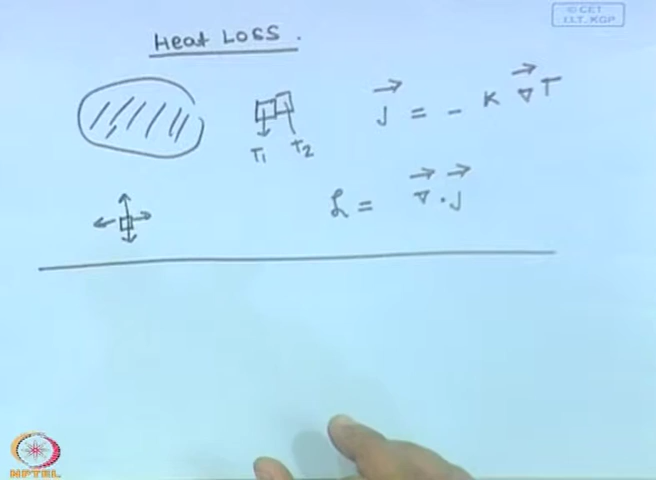 © CET
I.I.T. KGP
Heat Loss.
J = - K ∇ T
T1 T2
L = ∇ . J
NPTEL